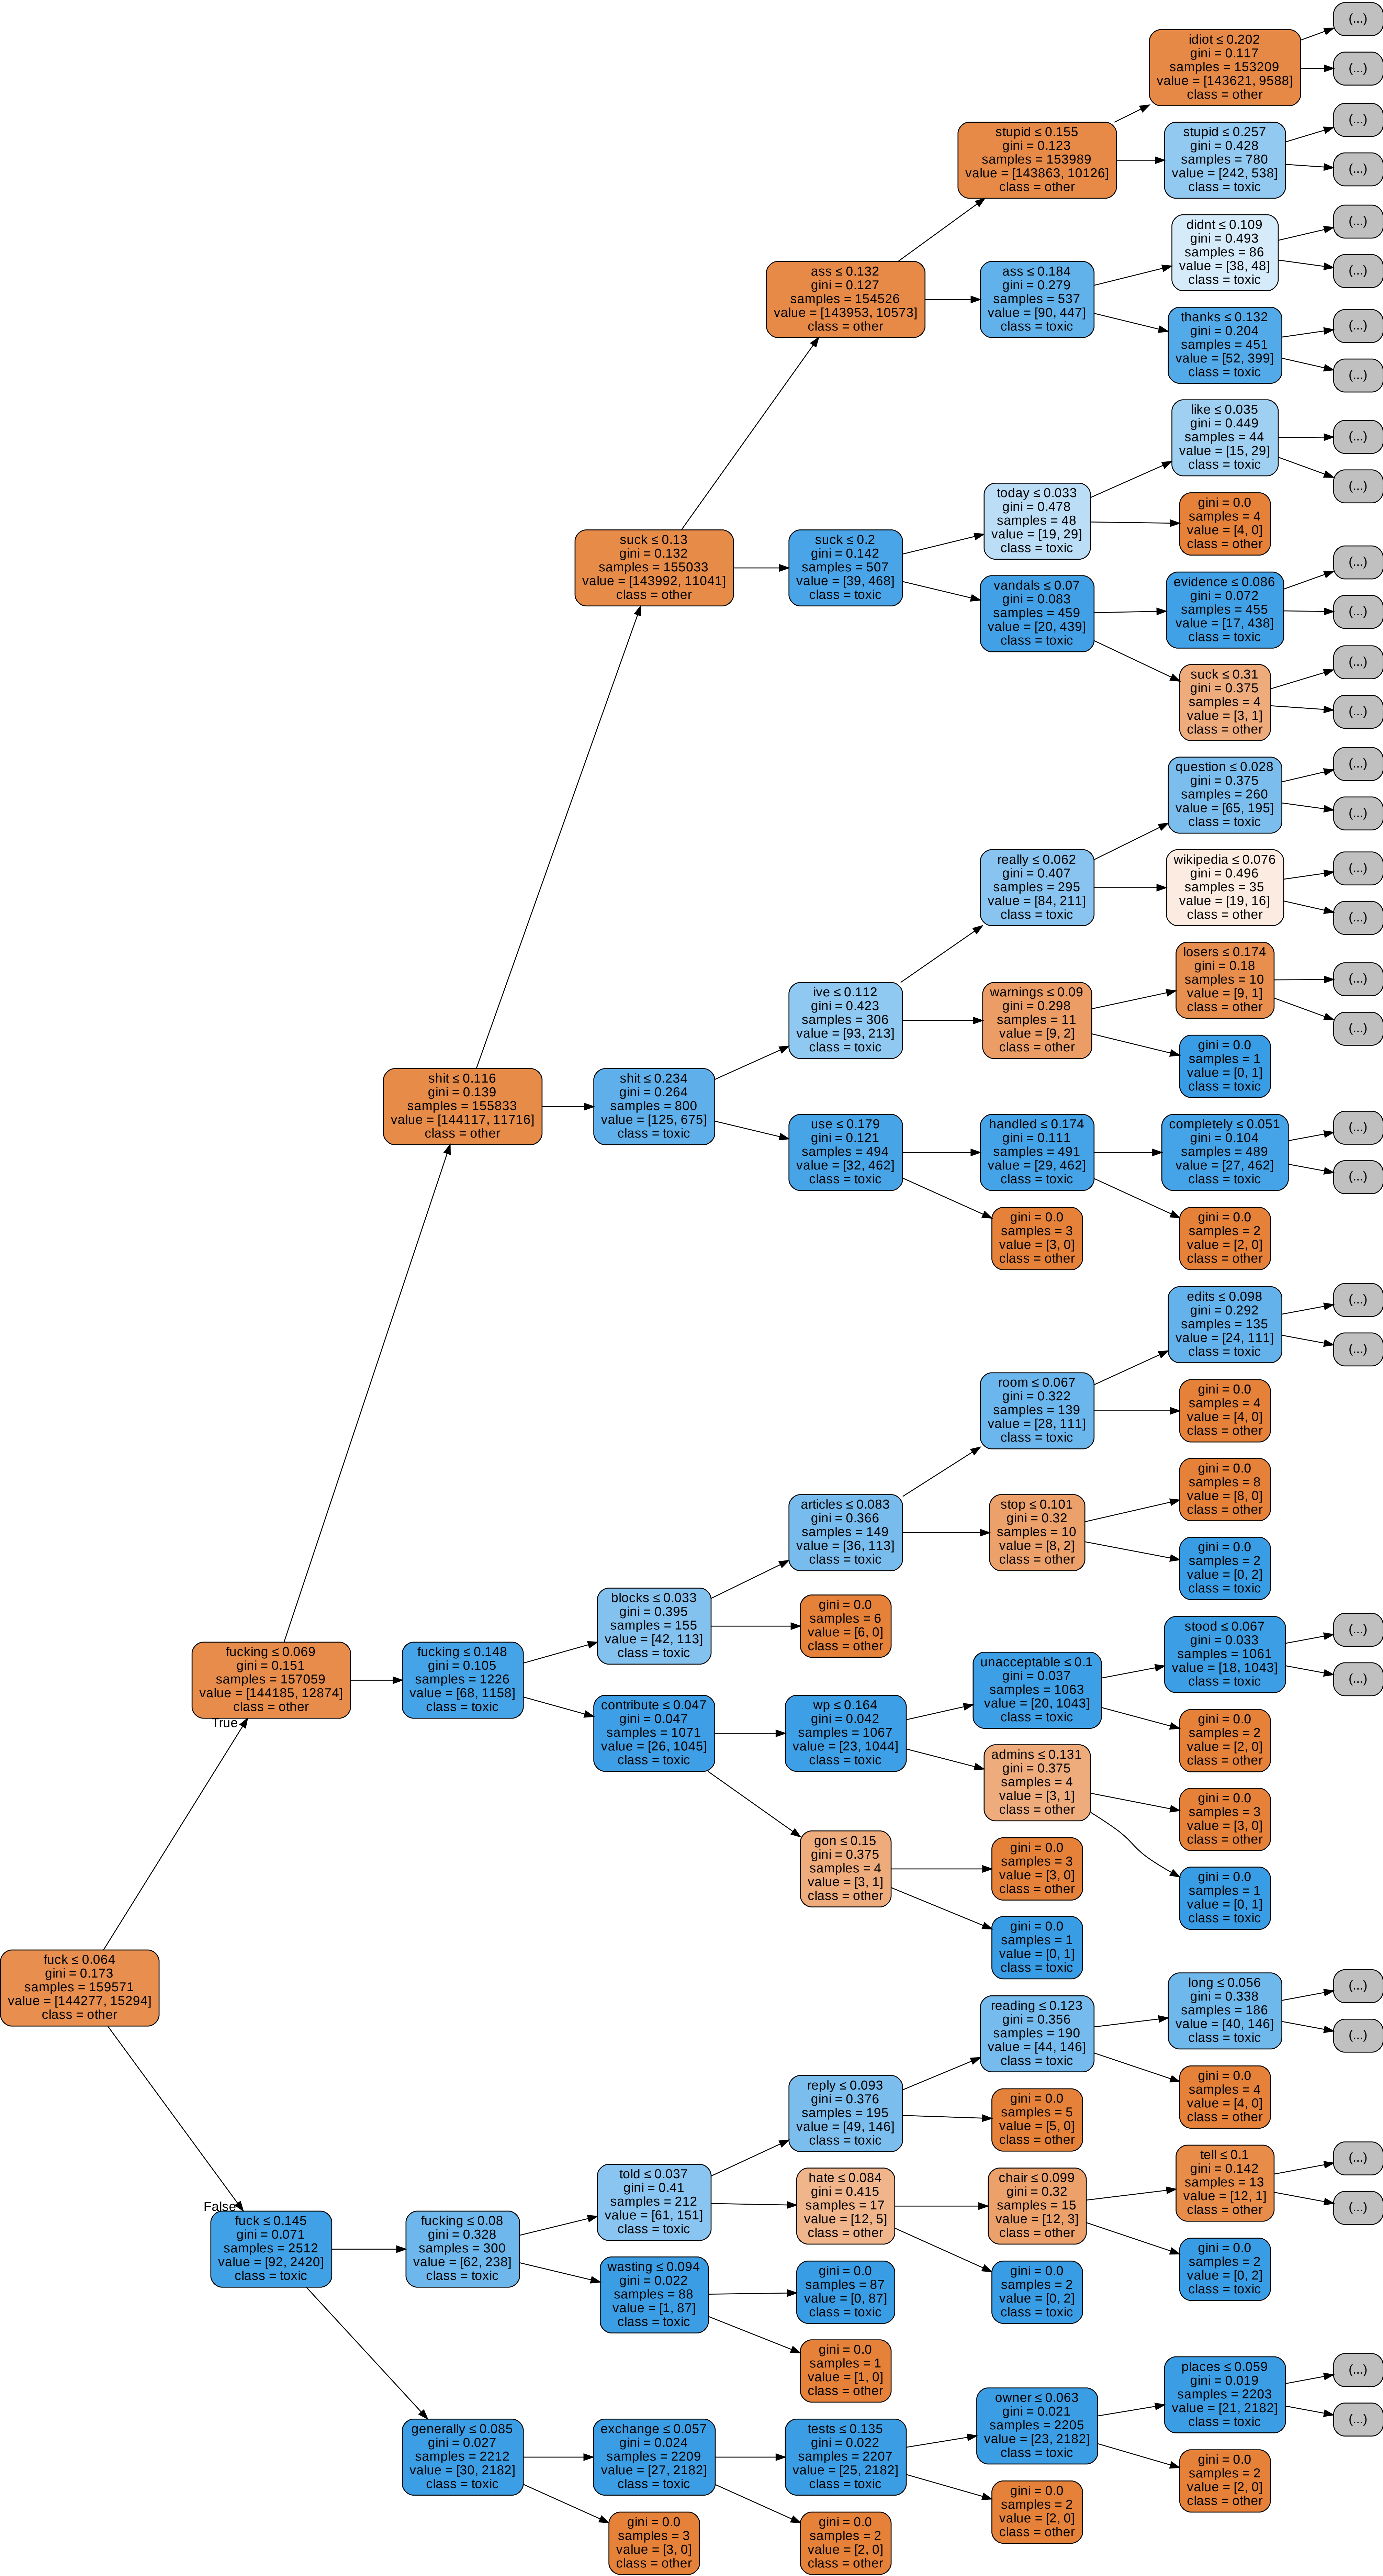 (...)
idiot ≤ 0.202
gini = 0.117
samples = 153209
value = [143621, 9588]
class = other
(...)
(...)
stupid ≤ 0.155
gini = 0.123
samples = 153989
value = [143863, 10126]
class = other
stupid ≤ 0.257
gini = 0.428
samples = 780
value = [242, 538]
class = toxic
(...)
(...)
didnt ≤ 0.109
gini = 0.493
samples = 86
value = [38, 48]
class = toxic
(...)
ass ≤ 0.132
gini = 0.127
samples = 154526
value = [143953, 10573]
class = other
ass ≤ 0.184
gini = 0.279
samples = 537
value = [90, 447]
class = toxic
(...)
thanks ≤ 0.132
gini = 0.204
samples = 451
value = [52, 399]
class = toxic
(...)
like ≤ 0.035
gini = 0.449
samples = 44
value = [15, 29]
class = toxic
(...)
(...)
today ≤ 0.033
gini = 0.478
samples = 48
value = [19, 29]
class = toxic
gini = 0.0
samples = 4
value = [4, 0]
class = other
suck ≤ 0.13
gini = 0.132
samples = 155033
value = [143992, 11041]
class = other
suck ≤ 0.2
gini = 0.142
samples = 507
value = [39, 468]
class = toxic
(...)
vandals ≤ 0.07
gini = 0.083
samples = 459
value = [20, 439]
class = toxic
evidence ≤ 0.086
gini = 0.072
samples = 455
value = [17, 438]
class = toxic
(...)
(...)
suck ≤ 0.31
gini = 0.375
samples = 4
value = [3, 1]
class = other
(...)
(...)
question ≤ 0.028
gini = 0.375
samples = 260
value = [65, 195]
class = toxic
(...)
really ≤ 0.062
gini = 0.407
samples = 295
value = [84, 211]
class = toxic
wikipedia ≤ 0.076
gini = 0.496
samples = 35
value = [19, 16]
class = other
(...)
(...)
losers ≤ 0.174
gini = 0.18
samples = 10
value = [9, 1]
class = other
(...)
ive ≤ 0.112
gini = 0.423
samples = 306
value = [93, 213]
class = toxic
warnings ≤ 0.09
gini = 0.298
samples = 11
value = [9, 2]
class = other
(...)
gini = 0.0
samples = 1
value = [0, 1]
class = toxic
shit ≤ 0.116
gini = 0.139
samples = 155833
value = [144117, 11716]
class = other
shit ≤ 0.234
gini = 0.264
samples = 800
value = [125, 675]
class = toxic
use ≤ 0.179
gini = 0.121
samples = 494
value = [32, 462]
class = toxic
handled ≤ 0.174
gini = 0.111
samples = 491
value = [29, 462]
class = toxic
completely ≤ 0.051
gini = 0.104
samples = 489
value = [27, 462]
class = toxic
(...)
(...)
gini = 0.0
samples = 3
value = [3, 0]
class = other
gini = 0.0
samples = 2
value = [2, 0]
class = other
edits ≤ 0.098
gini = 0.292
samples = 135
value = [24, 111]
class = toxic
(...)
(...)
room ≤ 0.067
gini = 0.322
samples = 139
value = [28, 111]
class = toxic
gini = 0.0
samples = 4
value = [4, 0]
class = other
gini = 0.0
samples = 8
value = [8, 0]
class = other
articles ≤ 0.083
gini = 0.366
samples = 149
value = [36, 113]
class = toxic
stop ≤ 0.101
gini = 0.32
samples = 10
value = [8, 2]
class = other
gini = 0.0
samples = 2
value = [0, 2]
class = toxic
blocks ≤ 0.033
gini = 0.395
samples = 155
value = [42, 113]
class = toxic
gini = 0.0
samples = 6
value = [6, 0]
class = other
stood ≤ 0.067
gini = 0.033
samples = 1061
value = [18, 1043]
class = toxic
(...)
(...)
fucking ≤ 0.069
gini = 0.151
samples = 157059
value = [144185, 12874]
class = other
fucking ≤ 0.148
gini = 0.105
samples = 1226
value = [68, 1158]
class = toxic
unacceptable ≤ 0.1
gini = 0.037
samples = 1063
value = [20, 1043]
class = toxic
contribute ≤ 0.047
gini = 0.047
samples = 1071
value = [26, 1045]
class = toxic
wp ≤ 0.164
gini = 0.042
samples = 1067
value = [23, 1044]
class = toxic
gini = 0.0
samples = 2
value = [2, 0]
class = other
True
admins ≤ 0.131
gini = 0.375
samples = 4
value = [3, 1]
class = other
gini = 0.0
samples = 3
value = [3, 0]
class = other
gon ≤ 0.15
gini = 0.375
samples = 4
value = [3, 1]
class = other
gini = 0.0
samples = 3
value = [3, 0]
class = other
gini = 0.0
samples = 1
value = [0, 1]
class = toxic
gini = 0.0
samples = 1
value = [0, 1]
class = toxic
fuck ≤ 0.064
gini = 0.173
samples = 159571
value = [144277, 15294]
class = other
long ≤ 0.056
gini = 0.338
samples = 186
value = [40, 146]
class = toxic
(...)
(...)
reading ≤ 0.123
gini = 0.356
samples = 190
value = [44, 146]
class = toxic
gini = 0.0
samples = 4
value = [4, 0]
class = other
reply ≤ 0.093
gini = 0.376
samples = 195
value = [49, 146]
class = toxic
gini = 0.0
samples = 5
value = [5, 0]
class = other
tell ≤ 0.1
gini = 0.142
samples = 13
value = [12, 1]
class = other
(...)
(...)
told ≤ 0.037
gini = 0.41
samples = 212
value = [61, 151]
class = toxic
hate ≤ 0.084
gini = 0.415
samples = 17
value = [12, 5]
class = other
chair ≤ 0.099
gini = 0.32
samples = 15
value = [12, 3]
class = other
False
fuck ≤ 0.145
gini = 0.071
samples = 2512
value = [92, 2420]
class = toxic
fucking ≤ 0.08
gini = 0.328
samples = 300
value = [62, 238]
class = toxic
gini = 0.0
samples = 2
value = [0, 2]
class = toxic
wasting ≤ 0.094
gini = 0.022
samples = 88
value = [1, 87]
class = toxic
gini = 0.0
samples = 87
value = [0, 87]
class = toxic
gini = 0.0
samples = 2
value = [0, 2]
class = toxic
gini = 0.0
samples = 1
value = [1, 0]
class = other
places ≤ 0.059
gini = 0.019
samples = 2203
value = [21, 2182]
class = toxic
(...)
(...)
owner ≤ 0.063
gini = 0.021
samples = 2205
value = [23, 2182]
class = toxic
generally ≤ 0.085
gini = 0.027
samples = 2212
value = [30, 2182]
class = toxic
exchange ≤ 0.057
gini = 0.024
samples = 2209
value = [27, 2182]
class = toxic
tests ≤ 0.135
gini = 0.022
samples = 2207
value = [25, 2182]
class = toxic
gini = 0.0
samples = 2
value = [2, 0]
class = other
gini = 0.0
samples = 2
value = [2, 0]
class = other
gini = 0.0
samples = 3
value = [3, 0]
class = other
gini = 0.0
samples = 2
value = [2, 0]
class = other